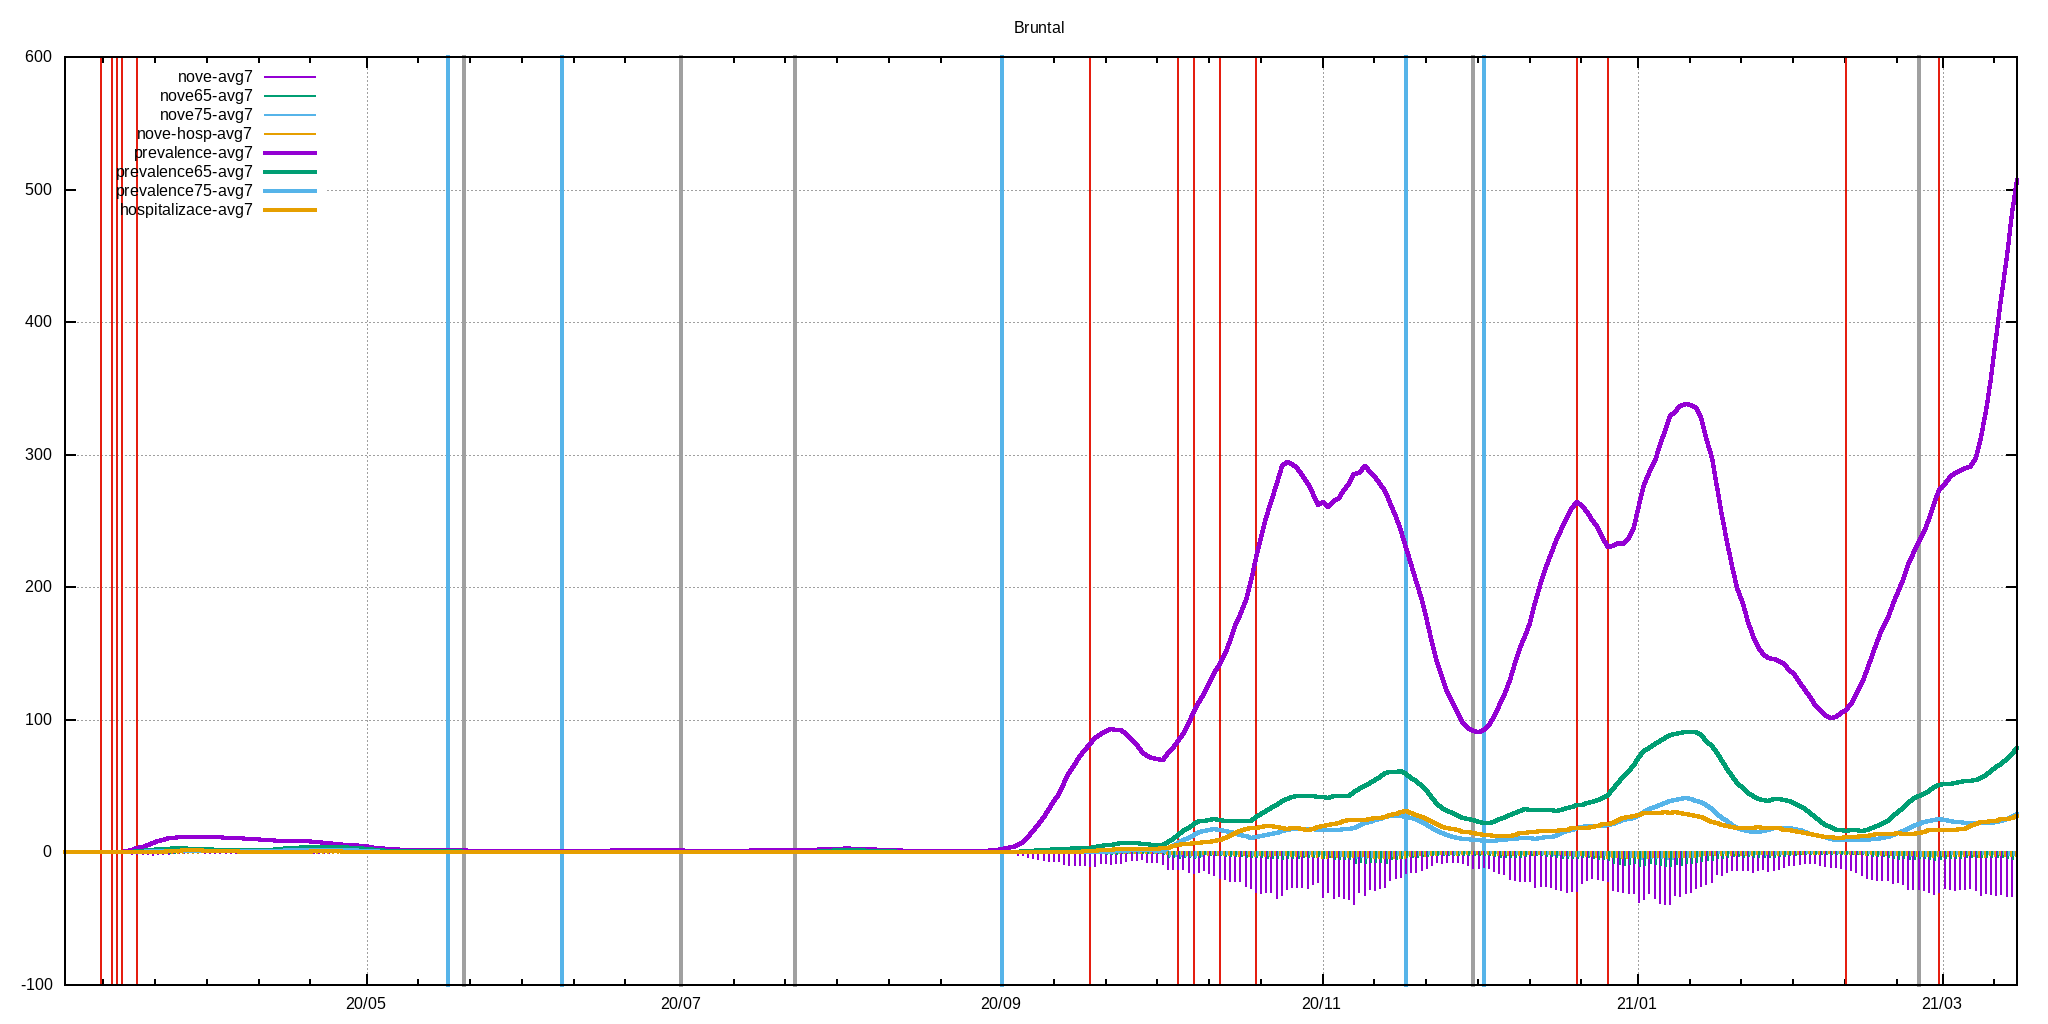 Bruntal
600
500
400
300
200
100
0
-100
nove-avg7
nove65-avg7
nove75-avg7
nove-hosp-avg7
prevalence-avg7
prevalence65-avg7
prevalence75-avg7
hospitalizace-avg7
20/05
20/07
20/09
20/11
21/01
21/03